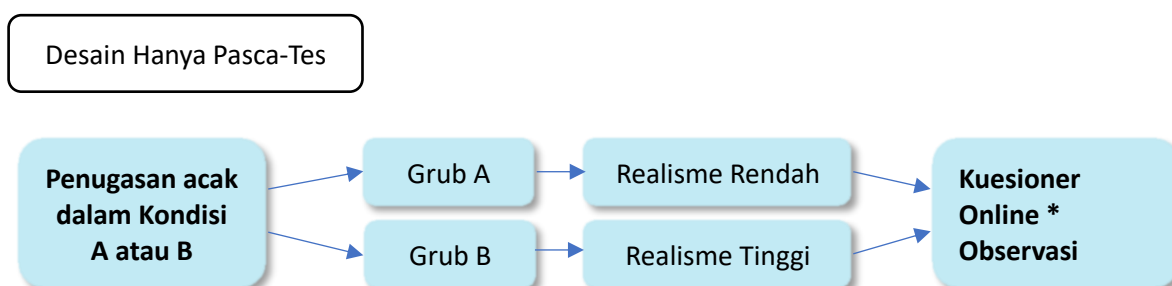 Desain Hanya Pasca-Tes
Penugasan acak
dalam Kondisi
A atau B
Grub A
Realisme Rendah
Grub B
Realisme Tinggi
Kuesioner
Online *
Observasi